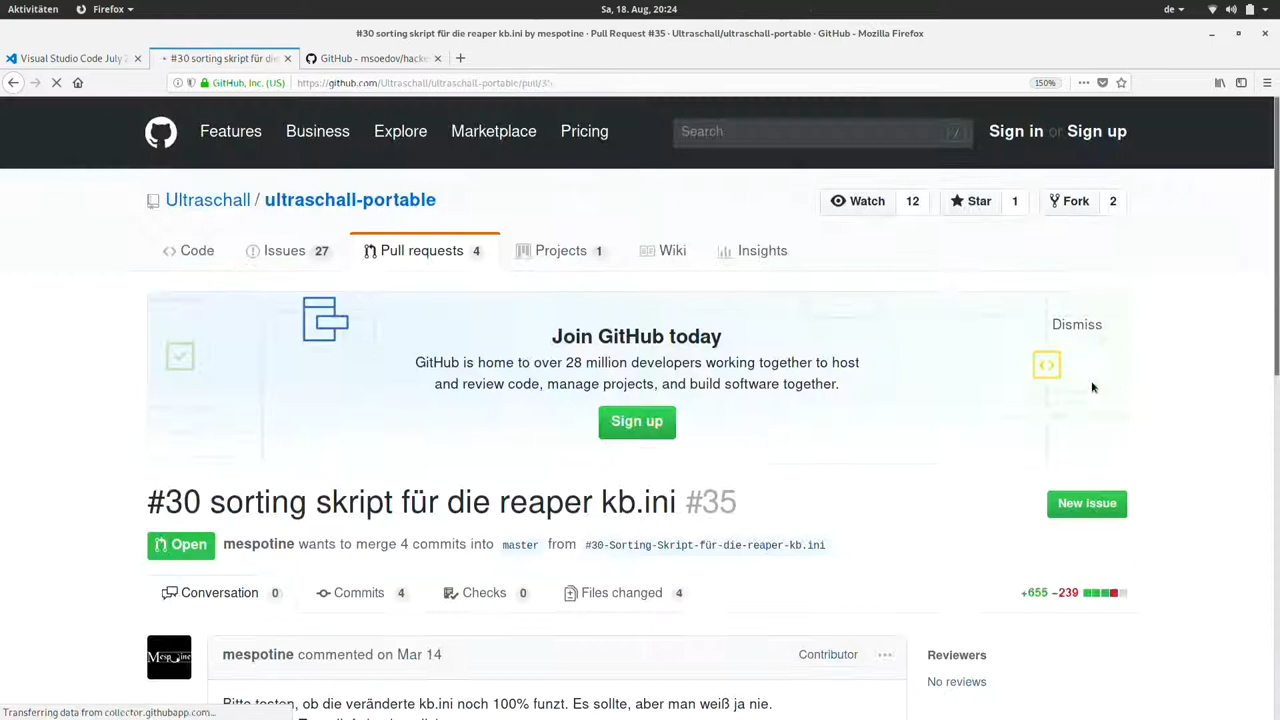 Aktivitäten Firefox Sa, 18. Aug, 20:24 de
#30 sorting skript für die reaper kb.ini by mespotine · Pull Request #35 · Ultraschall/ultraschall-portable · GitHub - Mozilla Firefox
Visual Studio Code July 2 #30 sorting skript für die GitHub - msoedov/hacke
GitHub, Inc. (US) https://github.com/Ultraschall/ultraschall-portable/pull/35 150%
Features Business Explore Marketplace Pricing Search / Sign in or Sign up
Ultraschall / ultraschall-portable Watch 12 Star 1 Fork 2
Code Issues 27 Pull requests 4 Projects 1 Wiki Insights
Join GitHub today
Dismiss
GitHub is home to over 28 million developers working together to host
and review code, manage projects, and build software together.
Sign up
#30 sorting skript für die reaper kb.ini #35 New issue
Open mespotine wants to merge 4 commits into master from #30-Sorting-Skript-für-die-reaper-kb.ini
Conversation 0 Commits 4 Checks 0 Files changed 4 +655 −239
mespotine commented on Mar 14 Contributor
Reviewers
No reviews
Bitte testen, ob die veränderte kb.ini noch 100% funzt. Es sollte, aber man weiß ja nie.
Transferring data from collector.githubapp.com...